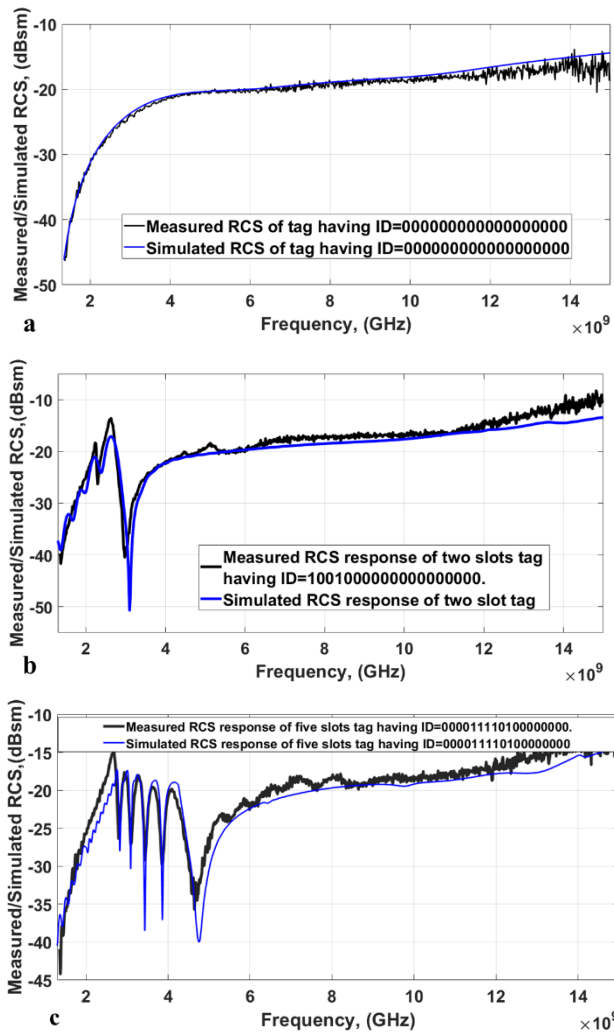 -10
-20
-30
-40
-50
Measured/Simulated RCS, (dBsm)
Measured RCS of tag having ID=000000000000000000
Simulated RCS of tag having ID=000000000000000000
2 4 6 8 10 12 14
a Frequency, (GHz) ×10⁹
-10
-20
-30
-40
-50
Measured/Simulated RCS,(dBsm)
Measured RCS response of two slots tag
having ID=1001000000000000000.
Simulated RCS response of two slot tag
2 4 6 8 10 12 14
b Frequency, (GHz) ×10⁹
-10
-15
-20
-25
-30
-35
-40
-45
Measured/Simulated RCS,(dBsm)
Measured RCS response of five slots tag having ID=000011110100000000.
Simulated RCS response of five slots tag having ID=000011110100000000
2 4 6 8 10 12 14
c Frequency, (GHz) ×10⁹